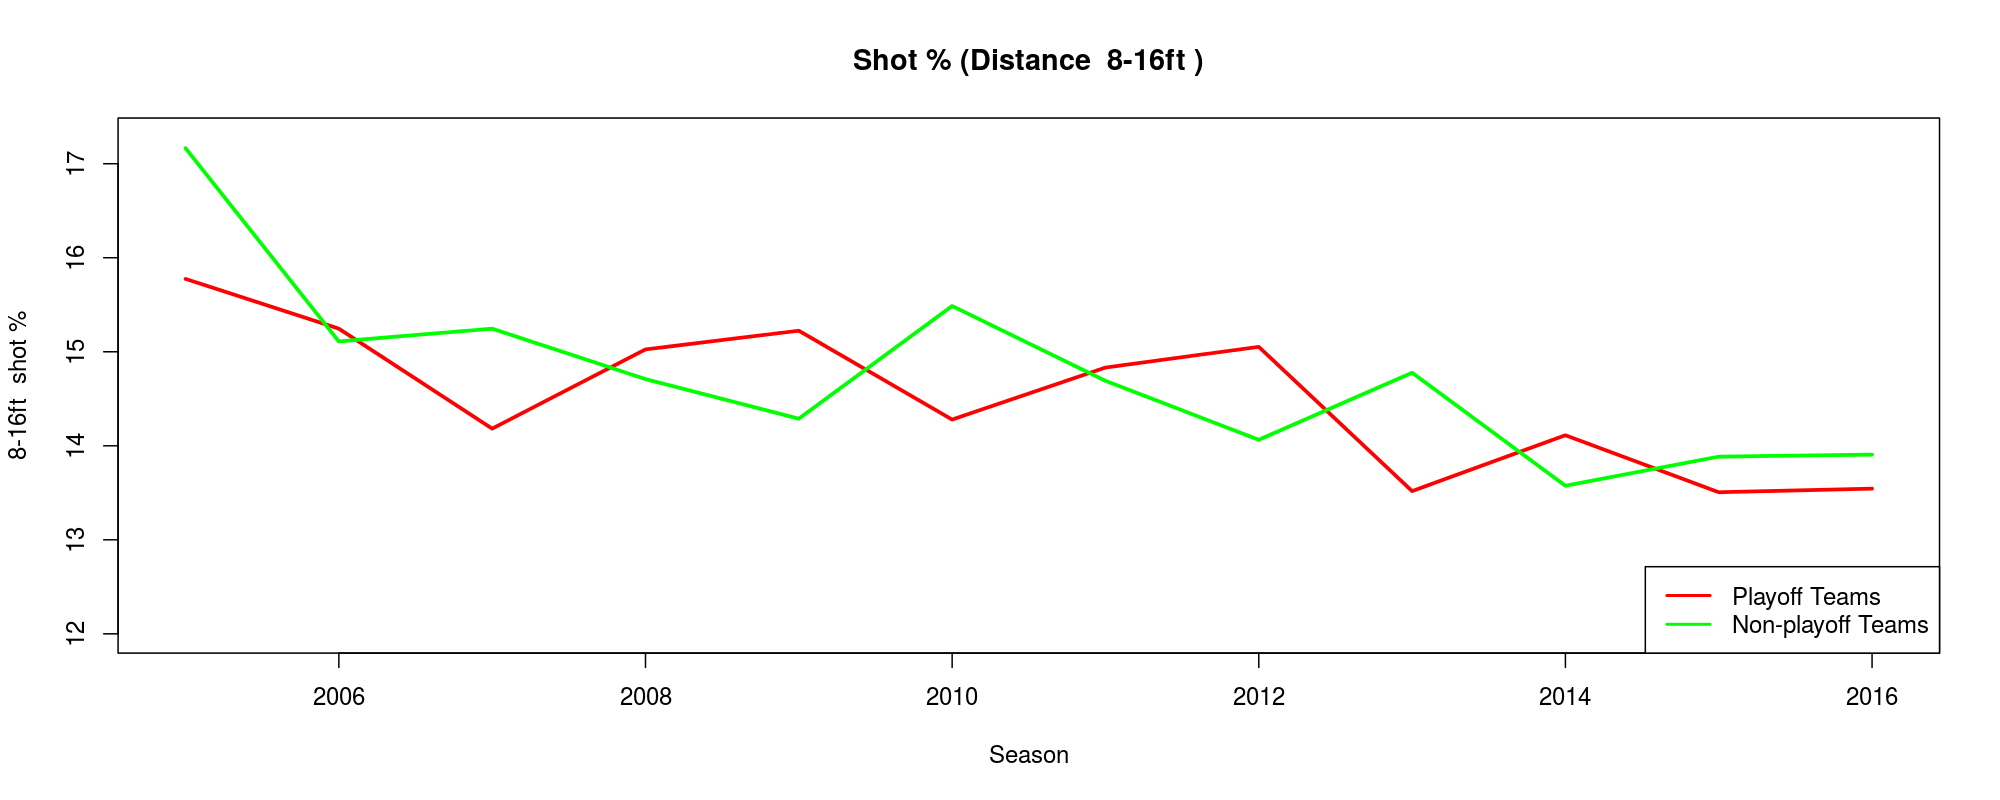 Shot % (Distance  8-16ft )
8-16ft  shot %
17
16
15
14
13
12
Playoff Teams
Non-playoff Teams
2006
2008
2010
2012
2014
2016
Season